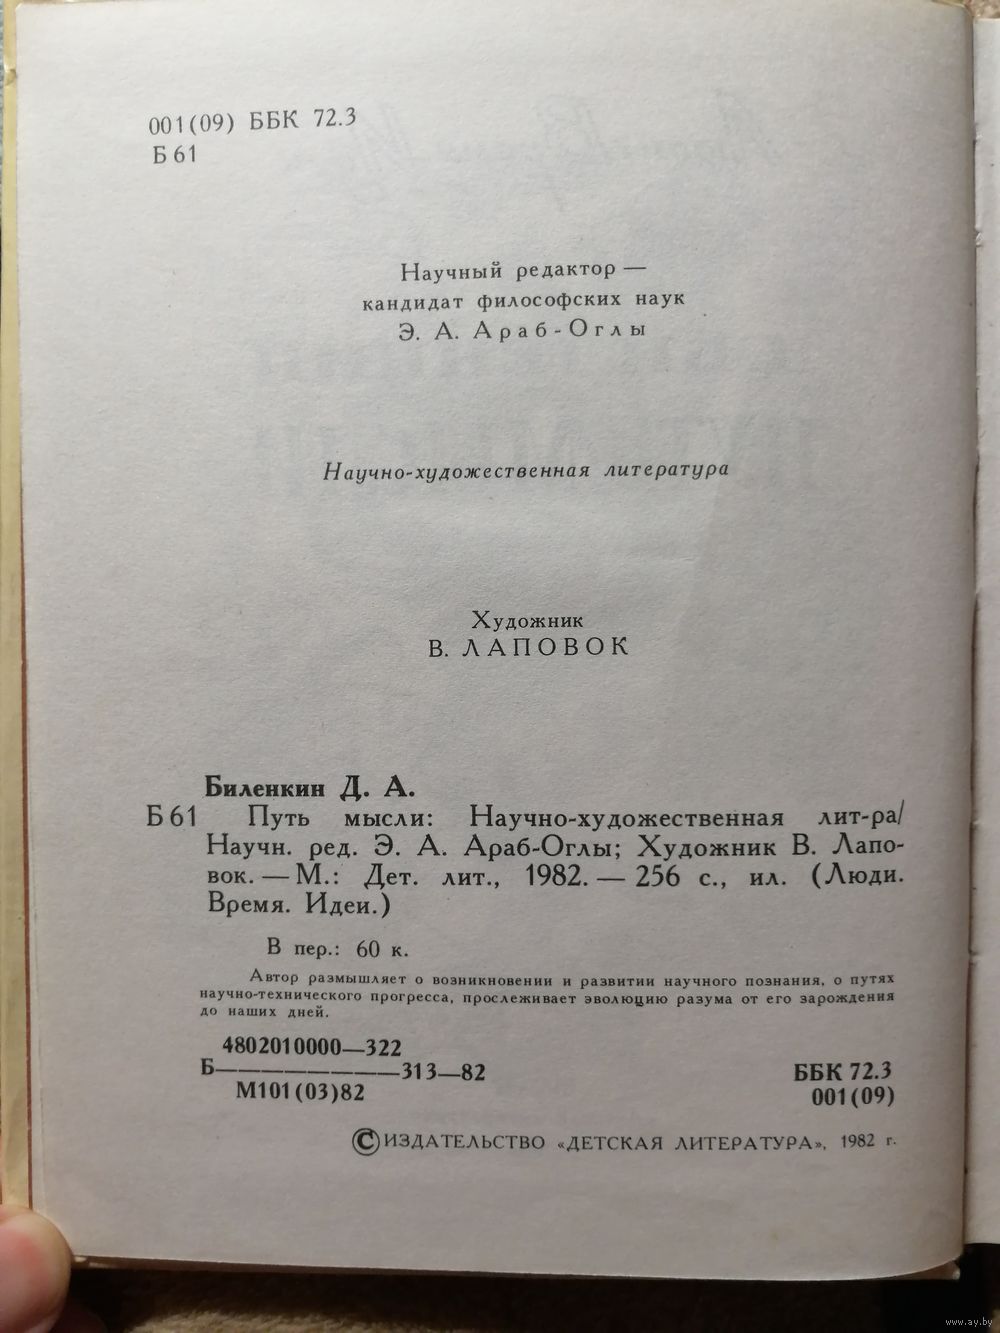 001(09) ББК 72.3
Б 61
Научный редактор —
кандидат философских наук
Э. А. Араб-Оглы
Научно-художественная литература
Художник
В. ЛАПОВОК
Биленкин Д. А.
Б 61 Путь мысли: Научно-художественная лит-ра/
Научн. ред. Э. А. Араб-Оглы; Художник В. Лапо-
вок. — М.: Дет. лит., 1982. — 256 с., ил. (Люди.
Время. Идеи.)
В пер.: 60 к.
Автор размышляет о возникновении и развитии научного познания, о путях
научно-технического прогресса, прослеживает эволюцию разума от его зарождения
до наших дней.
4802010000—322
Б——————————313—82
М101(03)82
ББК 72.3
001(09)
© ИЗДАТЕЛЬСТВО «ДЕТСКАЯ ЛИТЕРАТУРА», 1982 г.
www.ay.by